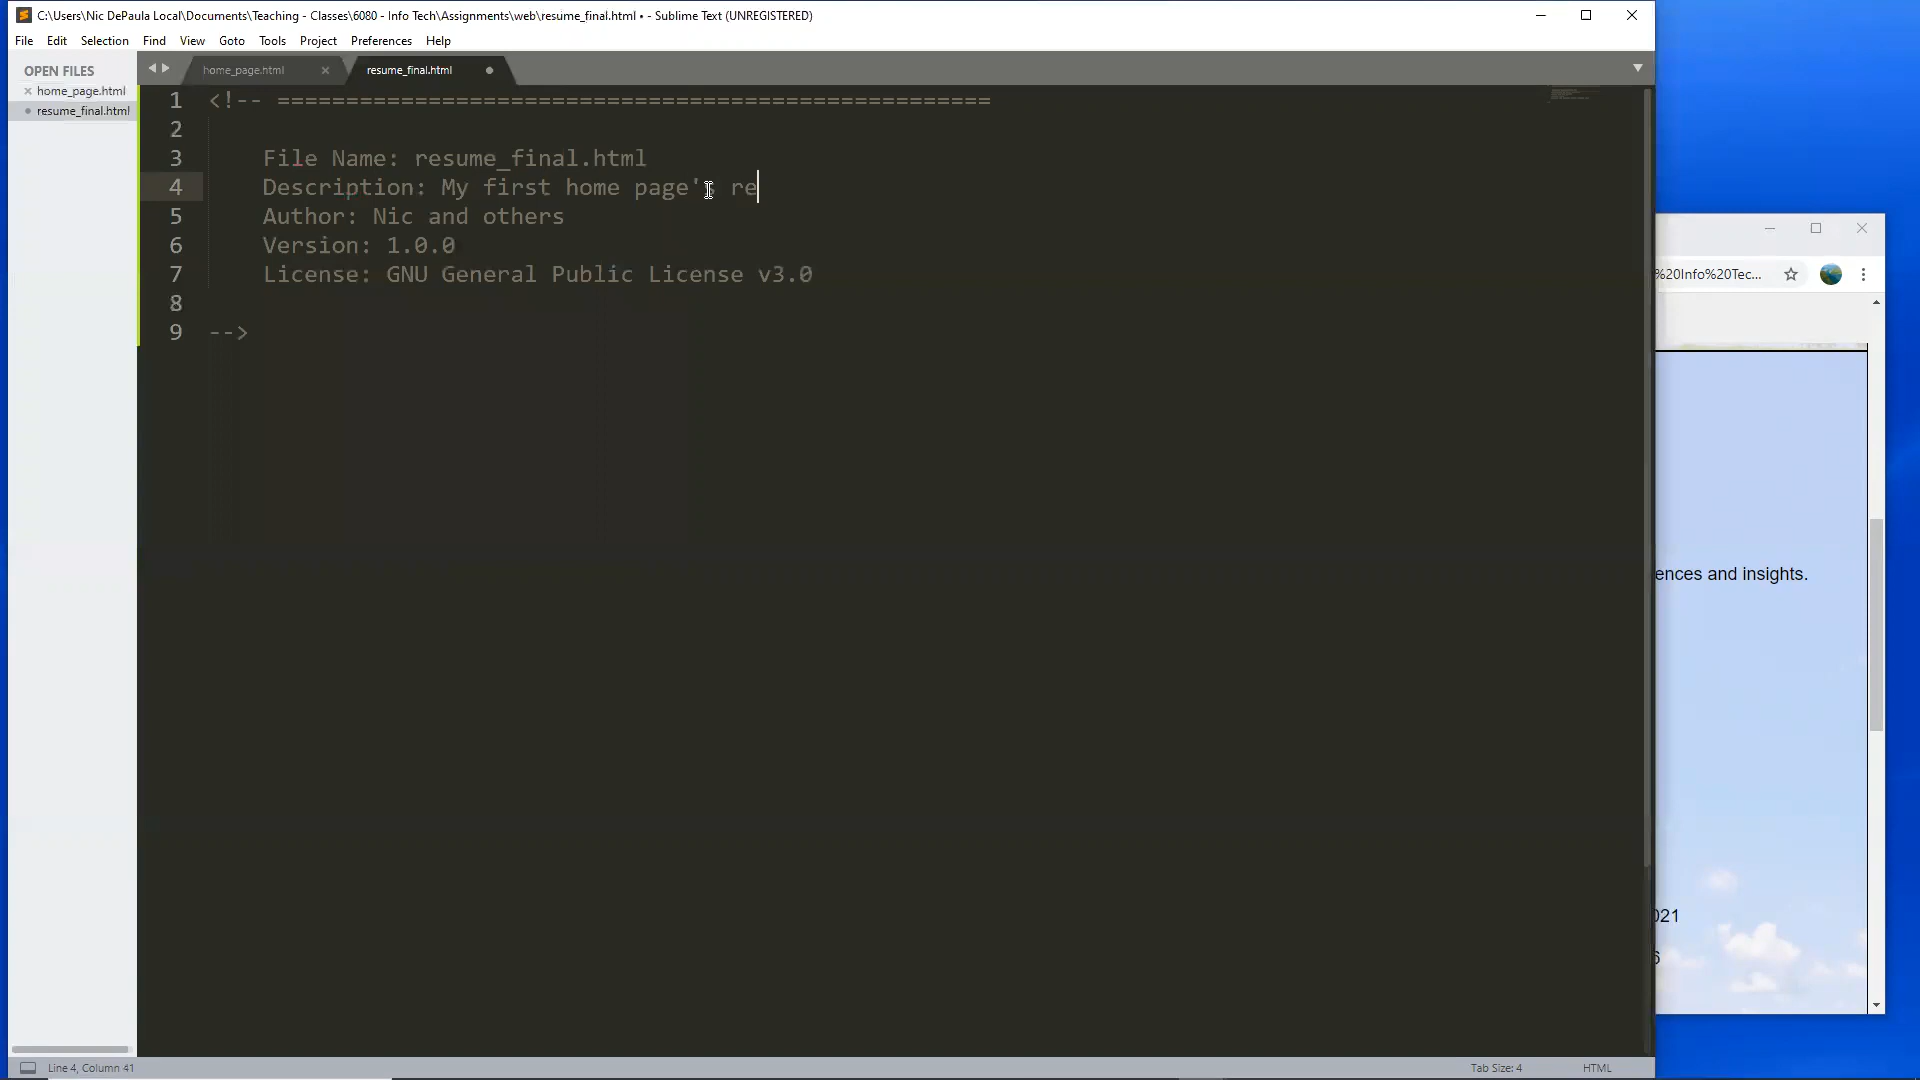 C:\Users\Nic DePaula Local\Documents\Teaching - Classes\6080 - Info Tech\Assignments\web\resume_final.html • - Sublime Text (UNREGISTERED)
File Edit Selection Find View Goto Tools Project Preferences Help
OPEN FILES
home_page.html
resume_final.html
home_page.html
resume_final.html
1 <!-- ====================================================
2
3 File Name: resume_final.html
4 Description: My first home page's re
5 Author: Nic and others
6 Version: 1.0.0
7 License: GNU General Public License v3.0
8
9 -->
%20Info%20Tec...
ences and insights.
021
6
Line 4, Column 41
Tab Size: 4
HTML